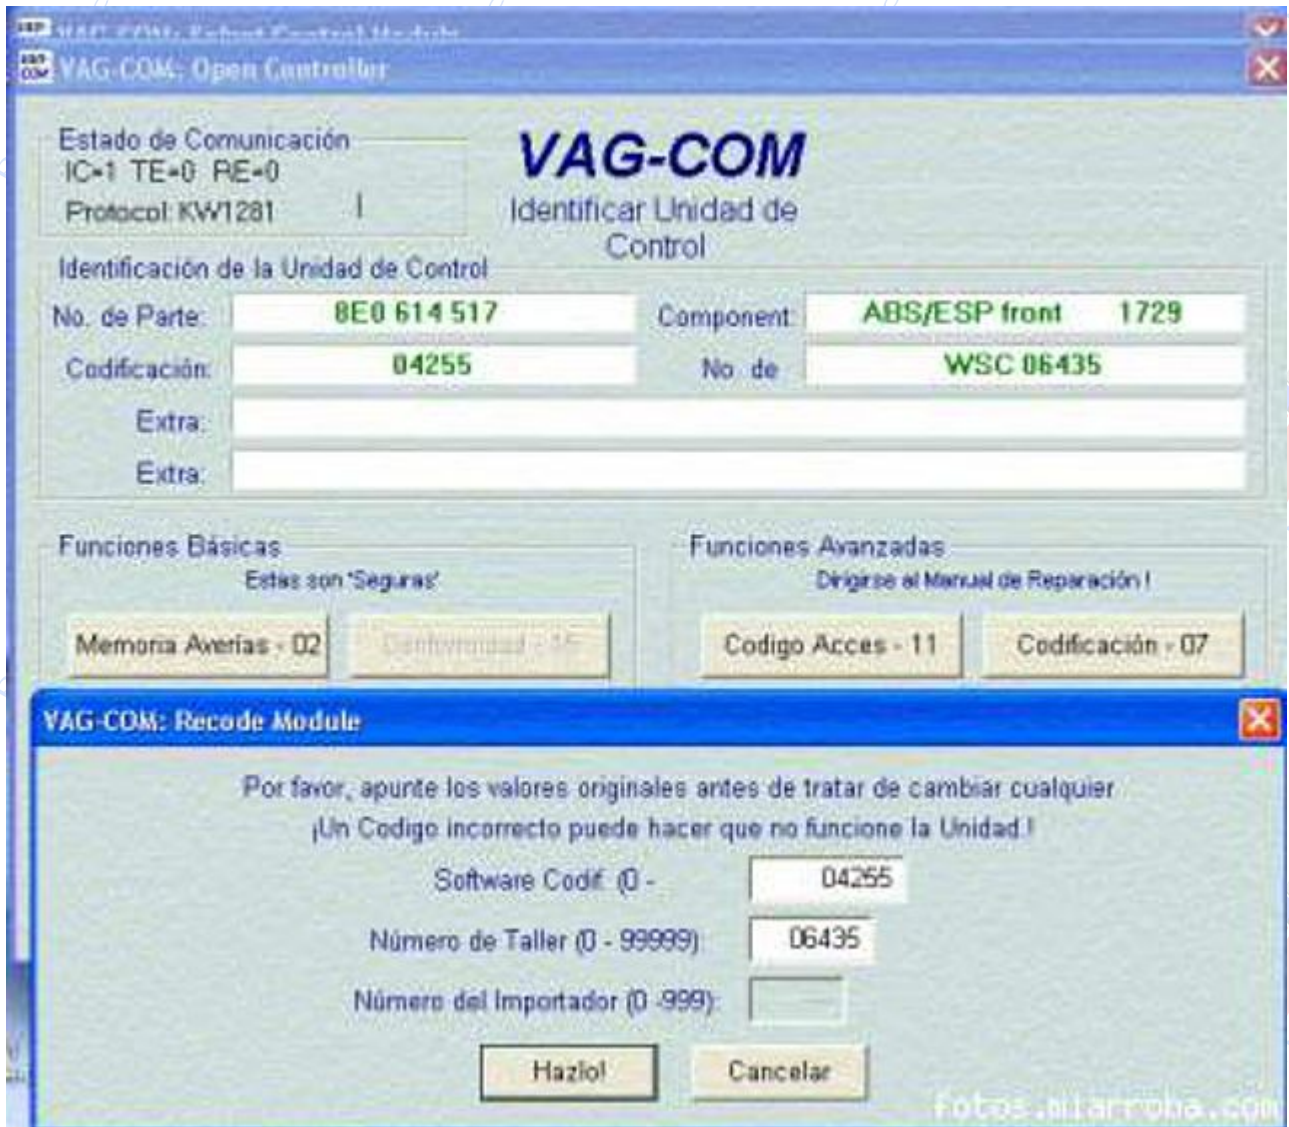 VAG-COM: Select Control Module
VAG-COM: Open Controller
Estado de Comunicación
IC=1 TE=0 RE=0
Protocol: KW1281
VAG-COM
Identificar Unidad de
Control
Identificación de la Unidad de Control
No. de Parte: 8E0 614 517 Component: ABS/ESP front 1729
Codificación: 04255 No de WSC 06435
Extra:
Extra:
Funciones Básicas
Estas son "Seguras"
Memoria Averías - 02
Funciones Avanzadas
Dirigirse al Manual de Reparación !
Codigo Acces - 11
Codificación - 07
VAG-COM: Recode Module
Por favor, apunte los valores originales antes de tratar de cambiar cualquier
¡Un Codigo incorrecto puede hacer que no funcione la Unidad !
Software Codif. (0 - 04255
Número de Taller (0 - 99999): 06435
Número del Importador (0 -999):
Hazlo!
Cancelar
fotos.miarroba.com